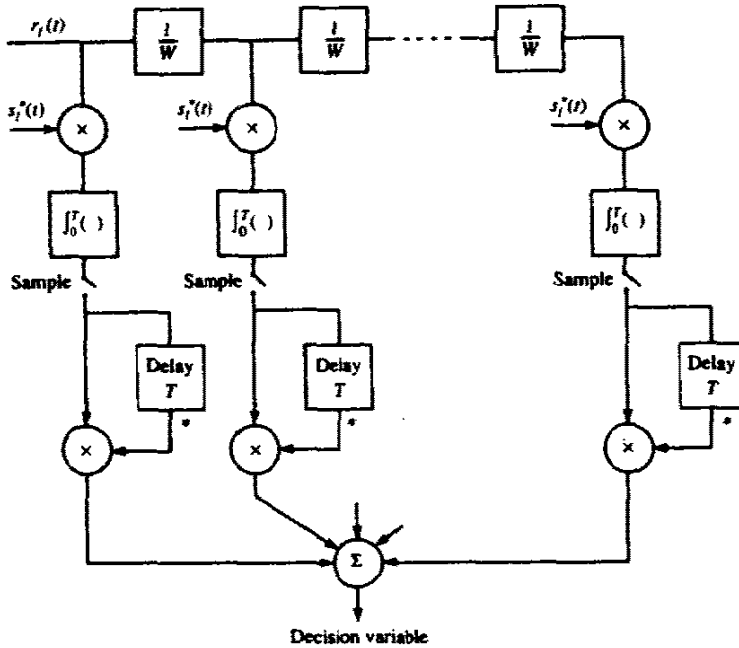 r_l(t)
1/W
1/W
1/W
s_l*(t)
s_l*(t)
s_l*(t)
×
×
×
∫_0^T( )
∫_0^T( )
∫_0^T( )
Sample
Sample
Sample
Delay
T
Delay
T
Delay
T
*
*
*
×
×
×
Σ
Decision variable